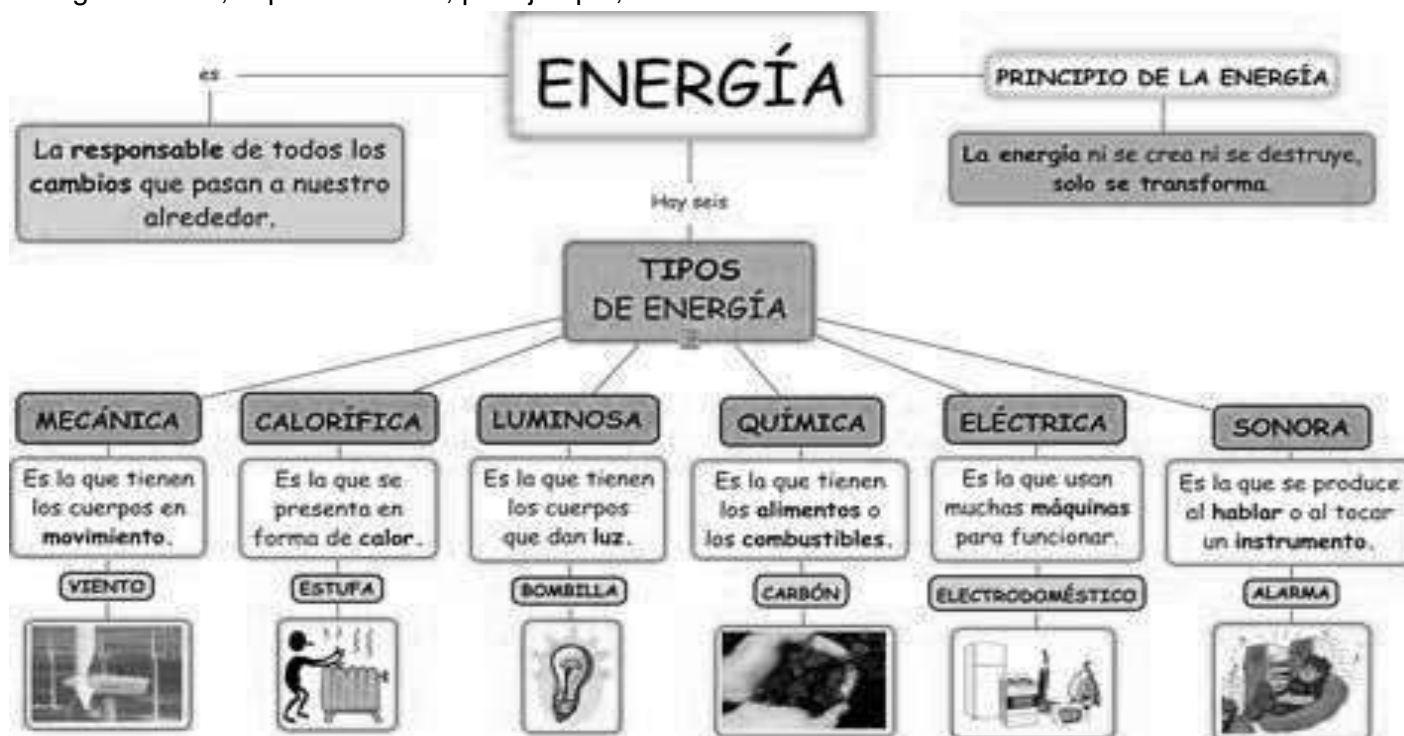 ENERGÍA
es
PRINCIPIO DE LA ENERGÍA
La responsable de todos los
cambios que pasan a nuestro
alrededor.
La energía ni se crea ni se destruye,
solo se transforma.
Hay seis
TIPOS
DE ENERGÍA
MECÁNICA
Es la que tienen
los cuerpos en
movimiento.
VIENTO
CALORÍFICA
Es la que se
presenta en
forma de calor.
ESTUFA
LUMINOSA
Es la que tienen
los cuerpos
que dan luz.
BOMBILLA
QUÍMICA
Es la que tienen
los alimentos o
los combustibles.
CARBÓN
ELÉCTRICA
Es la que usan
muchas máquinas
para funcionar.
ELECTRODOMÉSTICO
SONORA
Es la que se produce
al hablar o al tocar
un instrumento.
ALARMA